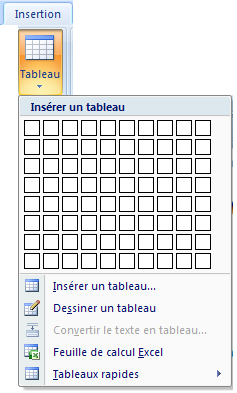 Insertion
Tableau
Insérer un tableau
Insérer un tableau...
Dessiner un tableau
Convertir le texte en tableau...
Feuille de calcul Excel
Tableaux rapides